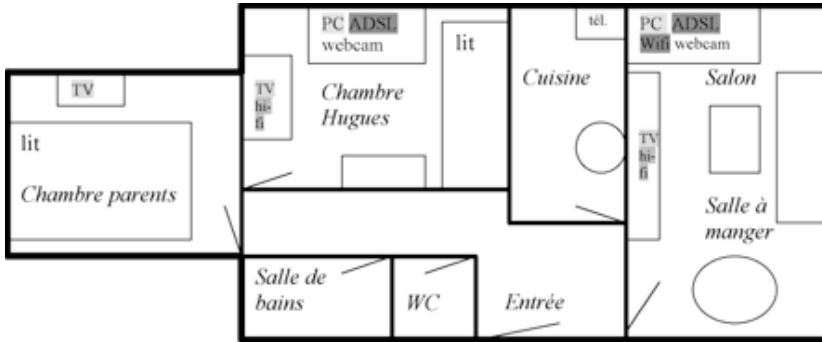 PC ADSL
webcam
lit
TV
hi-
fi
Chambre
Hugues
tél.
Cuisine
PC ADSL
Wifi webcam
Salon
TV
hi-
fi
Salle à
manger
TV
lit
Chambre parents
Salle de
bains
WC
Entrée